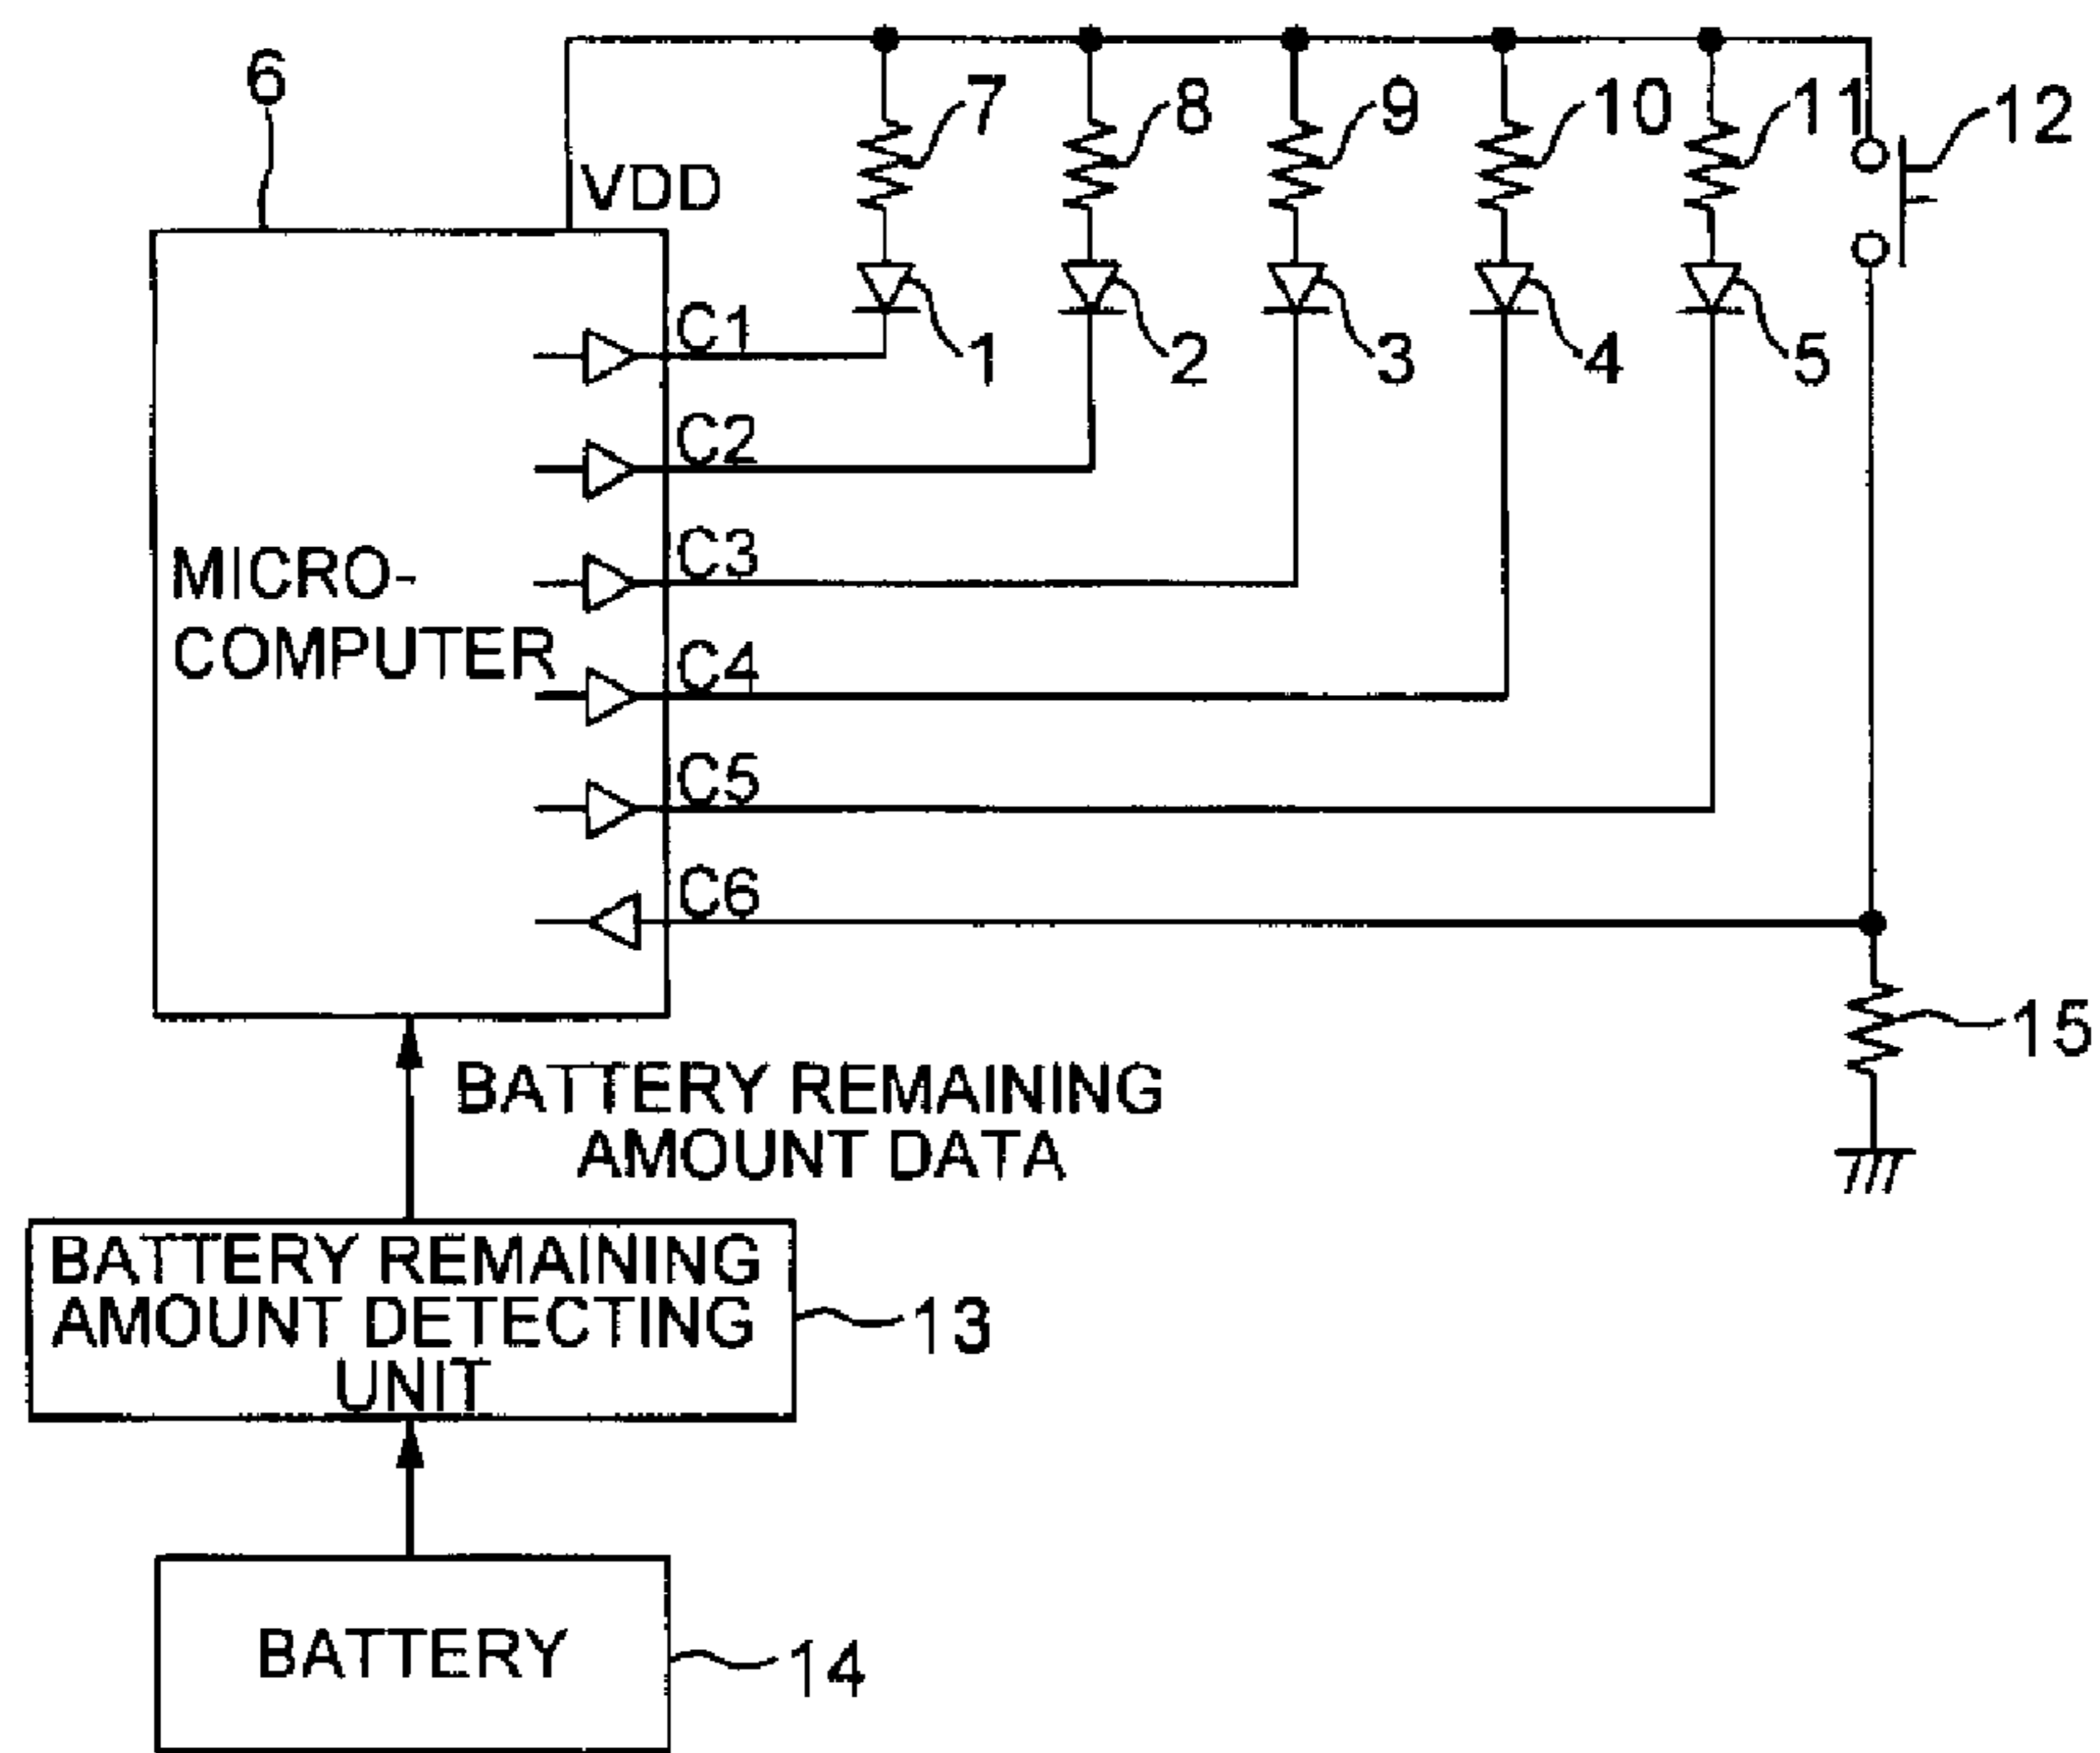 6
7
8
9
10
11
12
VDD
1
2
3
4
5
C1
C2
C3
C4
C5
C6
MICRO-
COMPUTER
15
BATTERY REMAINING
AMOUNT DATA
BATTERY REMAINING
AMOUNT DETECTING
UNIT
13
BATTERY
14